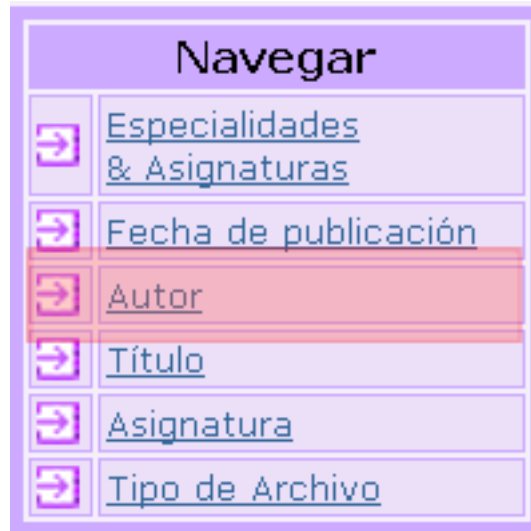 Navegar
Especialidades
& Asignaturas
Fecha de publicación
Autor
Título
Asignatura
Tipo de Archivo